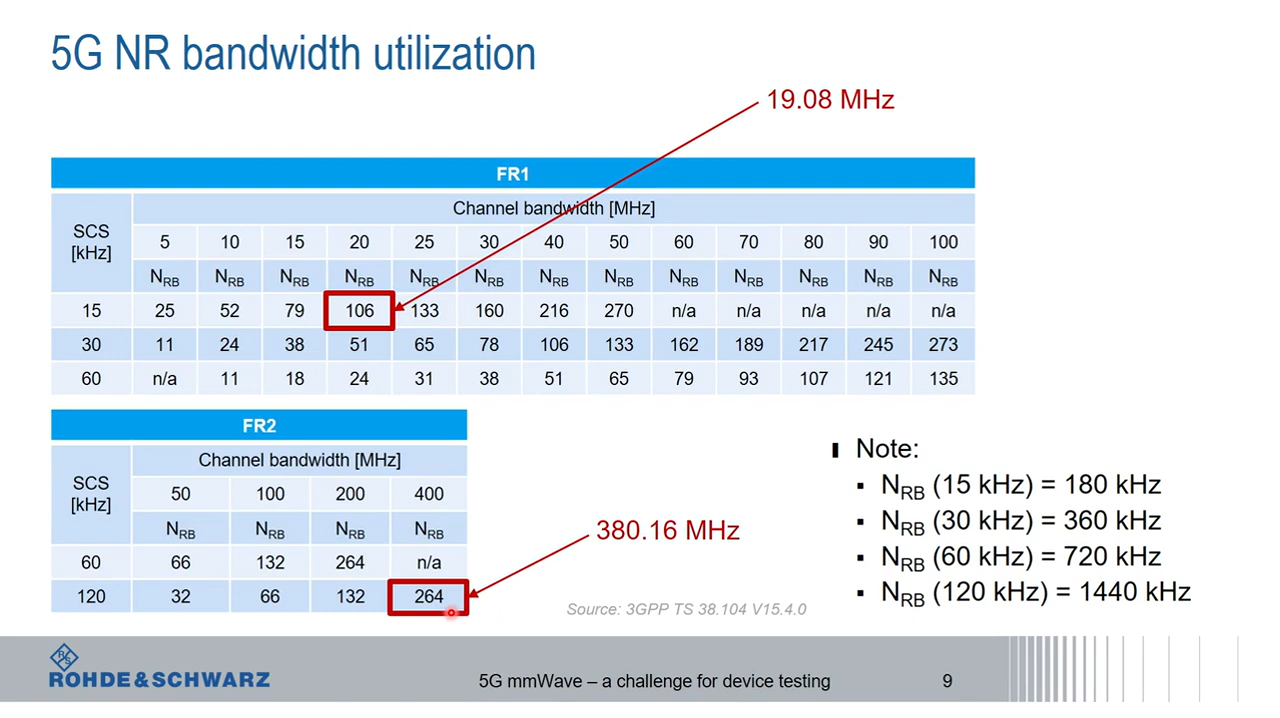 5G NR bandwidth utilization
19.08 MHz
FR1
SCS [kHz]
Channel bandwidth [MHz]
5 10 15 20 25 30 40 50 60 70 80 90 100
NRB NRB NRB NRB NRB NRB NRB NRB NRB NRB NRB NRB NRB
15 25 52 79 106 133 160 216 270 n/a n/a n/a n/a n/a
30 11 24 38 51 65 78 106 133 162 189 217 245 273
60 n/a 11 18 24 31 38 51 65 79 93 107 121 135
FR2
SCS [kHz]
Channel bandwidth [MHz]
50 100 200 400
NRB NRB NRB NRB
60 66 132 264 n/a
120 32 66 132 264
380.16 MHz
Note:
NRB (15 kHz) = 180 kHz
NRB (30 kHz) = 360 kHz
NRB (60 kHz) = 720 kHz
NRB (120 kHz) = 1440 kHz
Source: 3GPP TS 38.104 V15.4.0
R S
ROHDE&SCHWARZ
5G mmWave – a challenge for device testing
9